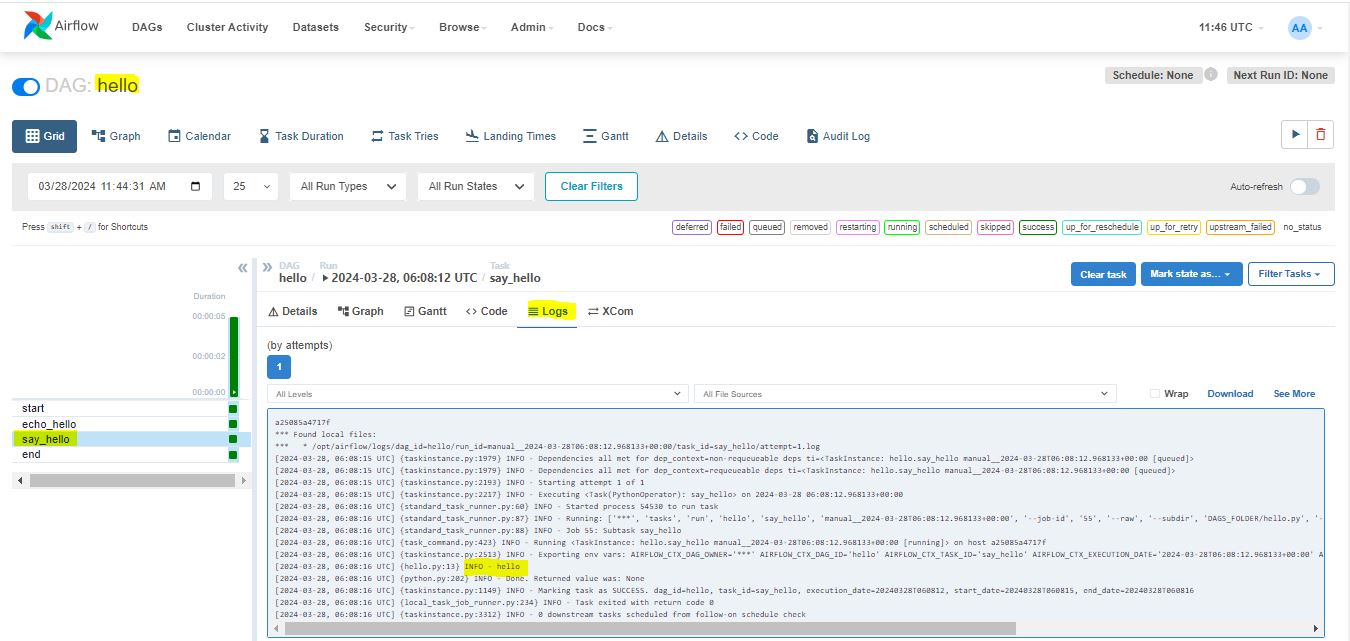 Airflow DAGs Cluster Activity Datasets Security Browse Admin Docs 11:46 UTC AA
DAG: hello
Schedule: None i Next Run ID: None
Grid Graph Calendar Task Duration Task Tries Landing Times Gantt Details <> Code Audit Log
03/28/2024 11:44:31 AM 25 All Run Types All Run States Clear Filters Auto-refresh
Press shift + / for Shortcuts deferred failed queued removed restarting running scheduled skipped success up_for_reschedule up_for_retry upstream_failed no_status
« » DAG Run Task
hello / 2024-03-28, 06:08:12 UTC / say_hello
Clear task Mark state as... Filter Tasks
Duration
00:00:05
00:00:02
00:00:00
start
echo_hello
say_hello
end
Details Graph Gantt <> Code Logs XCom
(by attempts)
1
All Levels All File Sources Wrap Download See More
a25085a4717f
*** Found local files:
***   * /opt/airflow/logs/dag_id=hello/run_id=manual__2024-03-28T06:08:12.968133+00:00/task_id=say_hello/attempt=1.log
[2024-03-28, 06:08:15 UTC] {taskinstance.py:1979} INFO - Dependencies all met for dep_context=non-requeueable deps ti=<TaskInstance: hello.say_hello manual__2024-03-28T06:08:12.968133+00:00 [queued]>
[2024-03-28, 06:08:15 UTC] {taskinstance.py:1979} INFO - Dependencies all met for dep_context=requeueable deps ti=<TaskInstance: hello.say_hello manual__2024-03-28T06:08:12.968133+00:00 [queued]>
[2024-03-28, 06:08:15 UTC] {taskinstance.py:2193} INFO - Starting attempt 1 of 1
[2024-03-28, 06:08:15 UTC] {taskinstance.py:2217} INFO - Executing <Task(PythonOperator): say_hello> on 2024-03-28 06:08:12.968133+00:00
[2024-03-28, 06:08:16 UTC] {standard_task_runner.py:60} INFO - Started process 54530 to run task
[2024-03-28, 06:08:16 UTC] {standard_task_runner.py:87} INFO - Running: ['***', 'tasks', 'run', 'hello', 'say_hello', 'manual__2024-03-28T06:08:12.968133+00:00', '--job-id', '55', '--raw', '--subdir', 'DAGS_FOLDER/hello.py', '-
[2024-03-28, 06:08:16 UTC] {standard_task_runner.py:88} INFO - Job 55: Subtask say_hello
[2024-03-28, 06:08:16 UTC] {task_command.py:423} INFO - Running <TaskInstance: hello.say_hello manual__2024-03-28T06:08:12.968133+00:00 [running]> on host a25085a4717f
[2024-03-28, 06:08:16 UTC] {taskinstance.py:2513} INFO - Exporting env vars: AIRFLOW_CTX_DAG_OWNER='***' AIRFLOW_CTX_DAG_ID='hello' AIRFLOW_CTX_TASK_ID='say_hello' AIRFLOW_CTX_EXECUTION_DATE='2024-03-28T06:08:12.968133+00:00' A
[2024-03-28, 06:08:16 UTC] {hello.py:13} INFO - hello
[2024-03-28, 06:08:16 UTC] {python.py:202} INFO - Done. Returned value was: None
[2024-03-28, 06:08:16 UTC] {taskinstance.py:1149} INFO - Marking task as SUCCESS. dag_id=hello, task_id=say_hello, execution_date=20240328T060812, start_date=20240328T060815, end_date=20240328T060816
[2024-03-28, 06:08:16 UTC] {local_task_job_runner.py:234} INFO - Task exited with return code 0
[2024-03-28, 06:08:16 UTC] {taskinstance.py:3312} INFO - 0 downstream tasks scheduled from follow-on schedule check